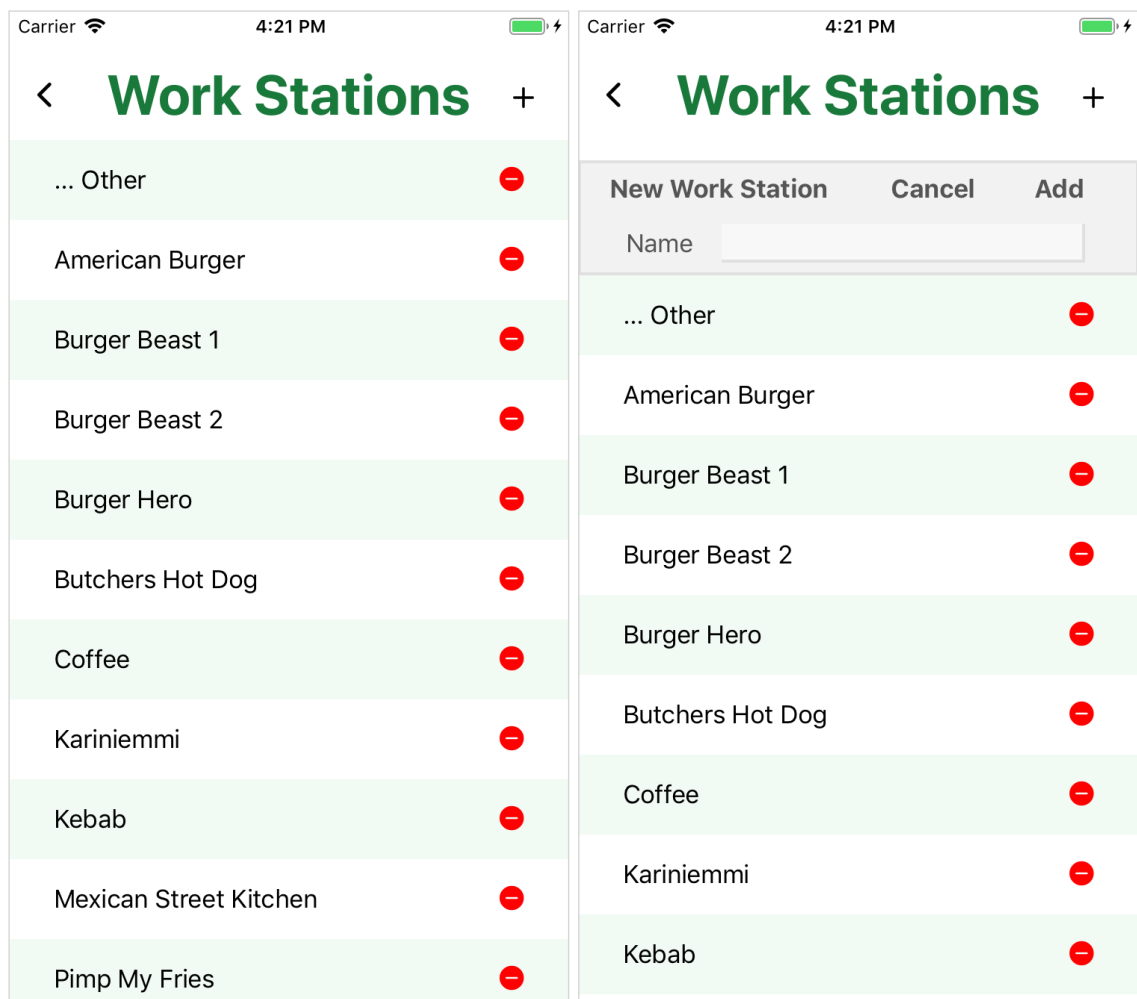 Carrier 4:21 PM
Work Stations +
... Other
American Burger
Burger Beast 1
Burger Beast 2
Burger Hero
Butchers Hot Dog
Coffee
Kariniemmi
Kebab
Mexican Street Kitchen
Pimp My Fries
Carrier 4:21 PM
Work Stations +
New Work Station Cancel Add
Name
... Other
American Burger
Burger Beast 1
Burger Beast 2
Burger Hero
Butchers Hot Dog
Coffee
Kariniemmi
Kebab